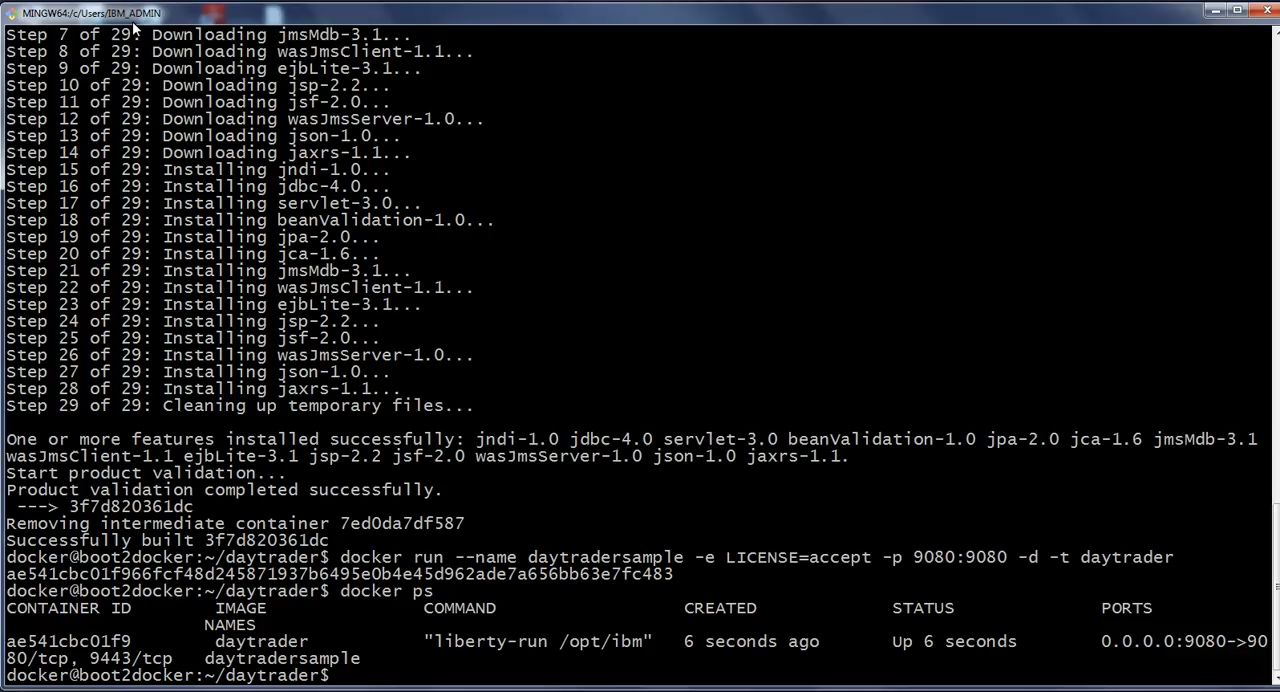 MINGW64:/c/Users/IBM_ADMIN
Step 7 of 29: Downloading jmsMdb-3.1...
Step 8 of 29: Downloading wasJmsClient-1.1...
Step 9 of 29: Downloading ejbLite-3.1...
Step 10 of 29: Downloading jsp-2.2...
Step 11 of 29: Downloading jsf-2.0...
Step 12 of 29: Downloading wasJmsServer-1.0...
Step 13 of 29: Downloading json-1.0...
Step 14 of 29: Downloading jaxrs-1.1...
Step 15 of 29: Installing jndi-1.0...
Step 16 of 29: Installing jdbc-4.0...
Step 17 of 29: Installing servlet-3.0...
Step 18 of 29: Installing beanValidation-1.0...
Step 19 of 29: Installing jpa-2.0...
Step 20 of 29: Installing jca-1.6...
Step 21 of 29: Installing jmsMdb-3.1...
Step 22 of 29: Installing wasJmsClient-1.1...
Step 23 of 29: Installing ejbLite-3.1...
Step 24 of 29: Installing jsp-2.2...
Step 25 of 29: Installing jsf-2.0...
Step 26 of 29: Installing wasJmsServer-1.0...
Step 27 of 29: Installing json-1.0...
Step 28 of 29: Installing jaxrs-1.1...
Step 29 of 29: Cleaning up temporary files...
One or more features installed successfully: jndi-1.0 jdbc-4.0 servlet-3.0 beanValidation-1.0 jpa-2.0 jca-1.6 jmsMdb-3.1
wasJmsClient-1.1 ejbLite-3.1 jsp-2.2 jsf-2.0 wasJmsServer-1.0 json-1.0 jaxrs-1.1.
Start product validation...
Product validation completed successfully.
---> 3f7d820361dc
Removing intermediate container 7ed0da7df587
Successfully built 3f7d820361dc
docker@boot2docker:~/daytrader$ docker run --name daytradersample -e LICENSE=accept -p 9080:9080 -d -t daytrader
ae541cbc01f966fcf48d245871937b6495e0b4e45d962ade7a656bb63e7fc483
docker@boot2docker:~/daytrader$ docker ps
CONTAINER ID IMAGE COMMAND CREATED STATUS PORTS
NAMES
ae541cbc01f9 daytrader "liberty-run /opt/ibm" 6 seconds ago Up 6 seconds 0.0.0.0:9080->90
80/tcp, 9443/tcp daytradersample
docker@boot2docker:~/daytrader$